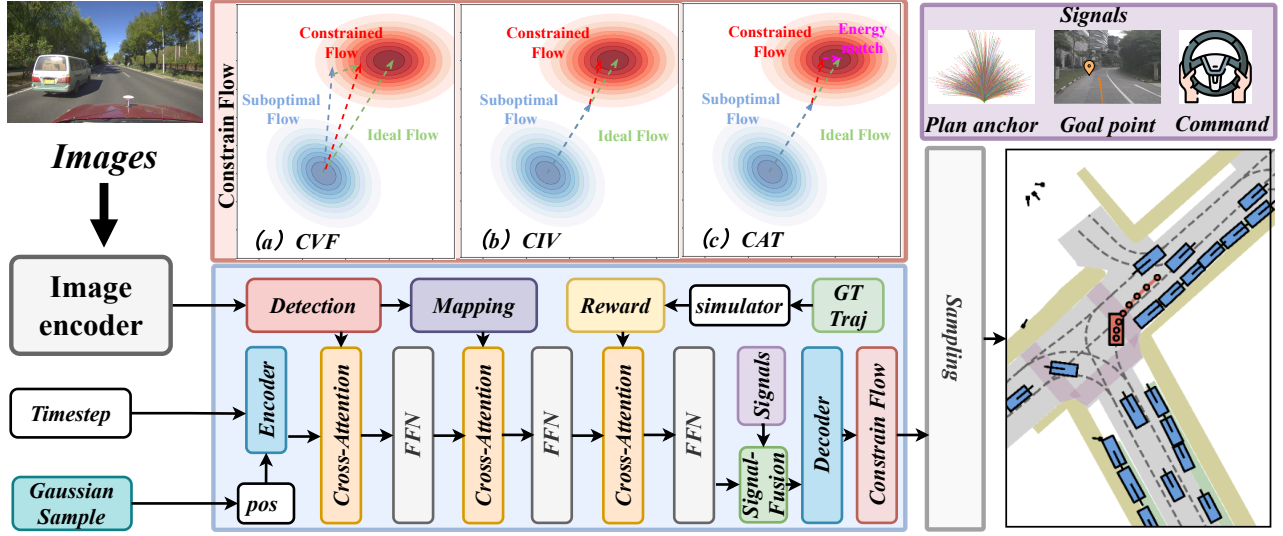 Images
Image
encoder
Timestep
Gaussian
Sample
Constrain Flow
Constrained
Flow
Suboptimal
Flow
Ideal Flow
(a) CVF
Constrained
Flow
Suboptimal
Flow
Ideal Flow
(b) CIV
Constrained
Flow
Energy
match
Suboptimal
Flow
Ideal Flow
(c) CAT
Signals
Plan anchor
Goal point
Command
Detection
Mapping
Reward
simulator
GT
Traj
Encoder
pos
Cross-Attention
FFN
Cross-Attention
FFN
Cross-Attention
FFN
Signals
Signal-
Fusion
Decoder
Constrain Flow
Sampling